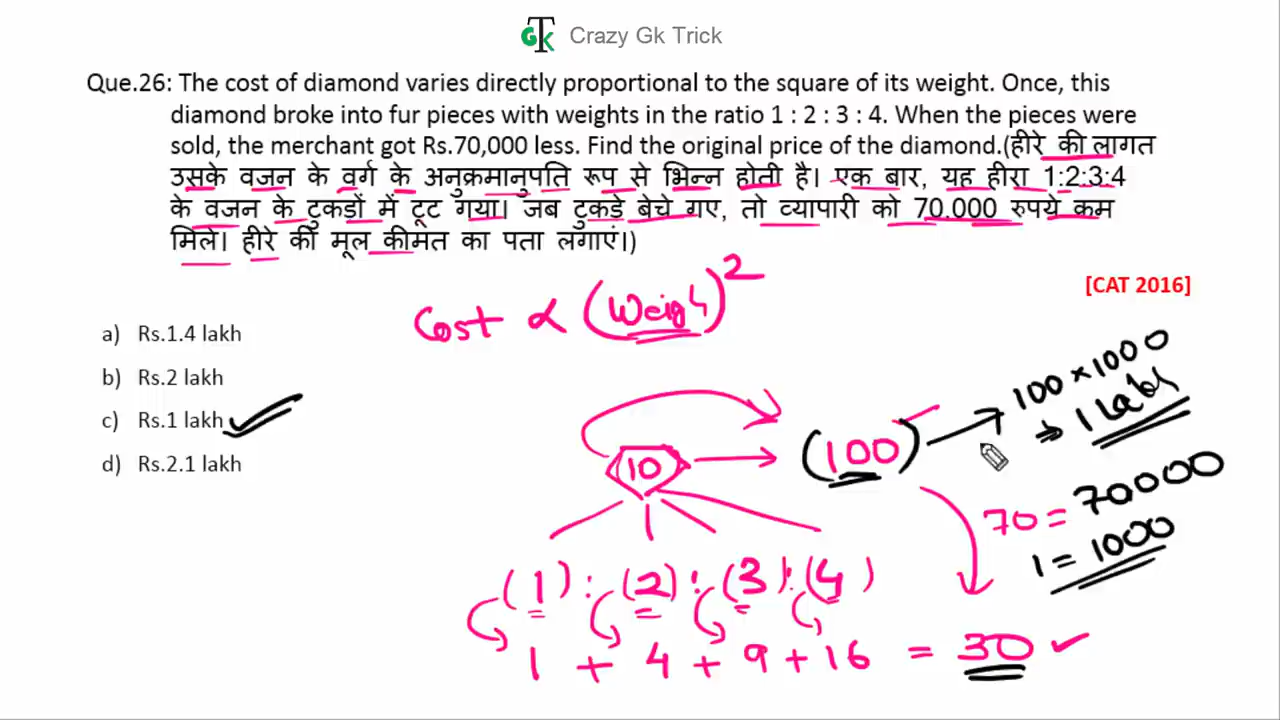 GK Crazy Gk Trick
Que.26: The cost of diamond varies directly proportional to the square of its weight. Once, this
diamond broke into fur pieces with weights in the ratio 1 : 2 : 3 : 4. When the pieces were
sold, the merchant got Rs.70,000 less. Find the original price of the diamond.(हीरे की लागत
उसके वजन के वर्ग के अनुक्रमानुपति रूप से भिन्न होती है। एक बार, यह हीरा 1:2:3:4
के वजन के टुकड़ों में टूट गया। जब टुकडे बेचे गए, तो व्यापारी को 70.000 रुपये कम
मिले। हीरे की मूल कीमत का पता लगाएं।)
[CAT 2016]
Cost ∝ (Weigh)²
a) Rs.1.4 lakh
b) Rs.2 lakh
c) Rs.1 lakh
d) Rs.2.1 lakh
100 × 1000
⇒ 1 lakh
10 → (100)
70 = 70000
1 = 1000
(1) : (2) : (3) : (4)
1 + 4 + 9 + 16 = 30